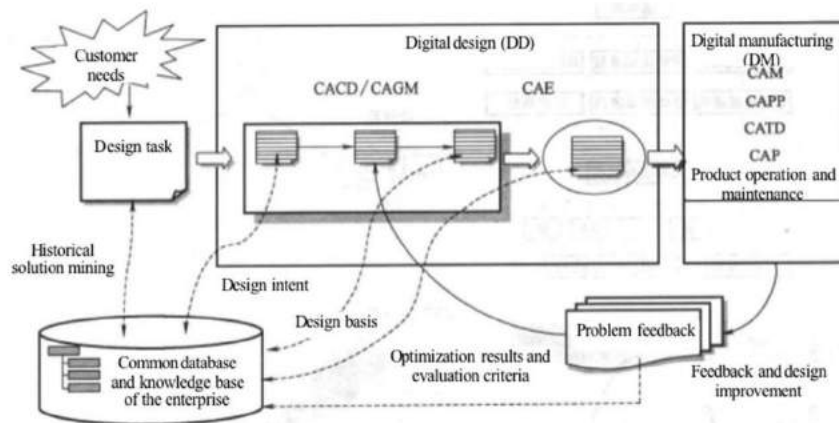 Customer
needs
Digital design (DD)
Digital manufacturing
(DM)
CACD/CAGM
CAE
CAM
CAPP
CATD
CAP
Product operation and
maintenance
Design task
Historical
solution mining
Design intent
Design basis
Problem feedback
Optimization results and
evaluation criteria
Feedback and design
improvement
Common database
and knowledge base
of the enterprise